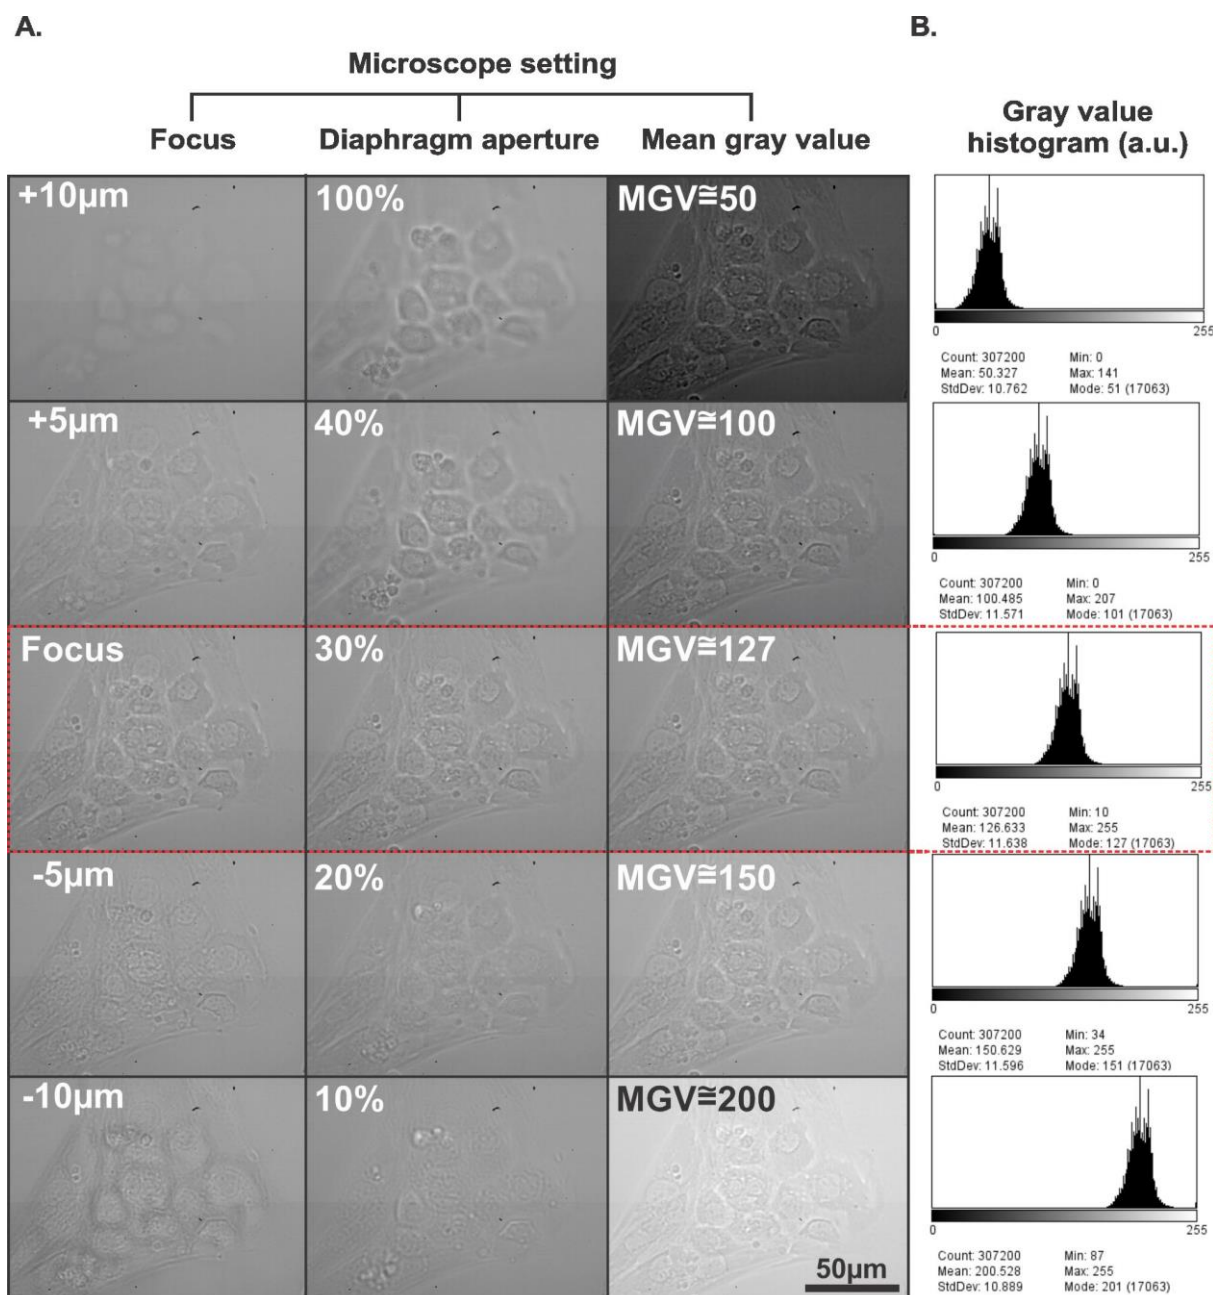 A.
B.
Microscope setting
Focus
Diaphragm aperture
Mean gray value
Gray value
histogram (a.u.)
+10µm
100%
MGV≅50
0
255
Count: 307200 Min: 0
Mean: 50.327 Max: 141
StdDev: 10.762 Mode: 51 (17063)
+5µm
40%
MGV≅100
0
255
Count: 307200 Min: 0
Mean: 100.485 Max: 207
StdDev: 11.571 Mode: 101 (17063)
Focus
30%
MGV≅127
0
255
Count: 307200 Min: 10
Mean: 126.633 Max: 255
StdDev: 11.638 Mode: 127 (17063)
-5µm
20%
MGV≅150
0
255
Count: 307200 Min: 34
Mean: 150.629 Max: 255
StdDev: 11.596 Mode: 151 (17063)
-10µm
10%
MGV≅200
50µm
0
255
Count: 307200 Min: 87
Mean: 200.528 Max: 255
StdDev: 10.889 Mode: 201 (17063)